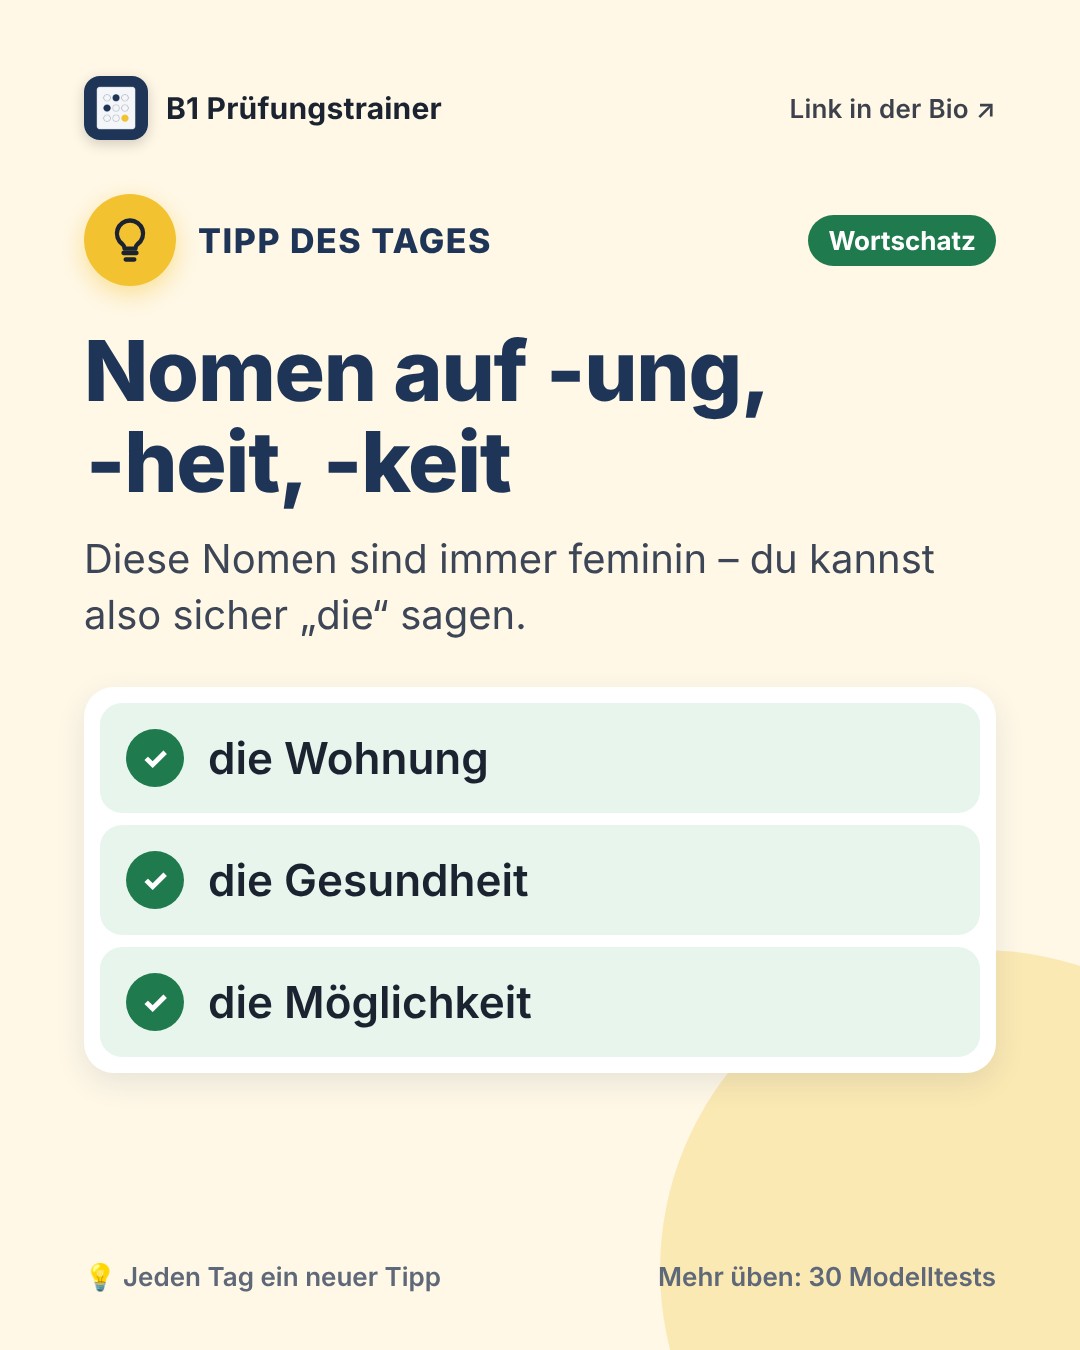 B1 Prüfungstrainer
Link in der Bio ↗
TIPP DES TAGES
Wortschatz
Nomen auf -ung,
-heit, -keit
Diese Nomen sind immer feminin – du kannst
also sicher „die“ sagen.
die Wohnung
die Gesundheit
die Möglichkeit
💡 Jeden Tag ein neuer Tipp
Mehr üben: 30 Modelltests